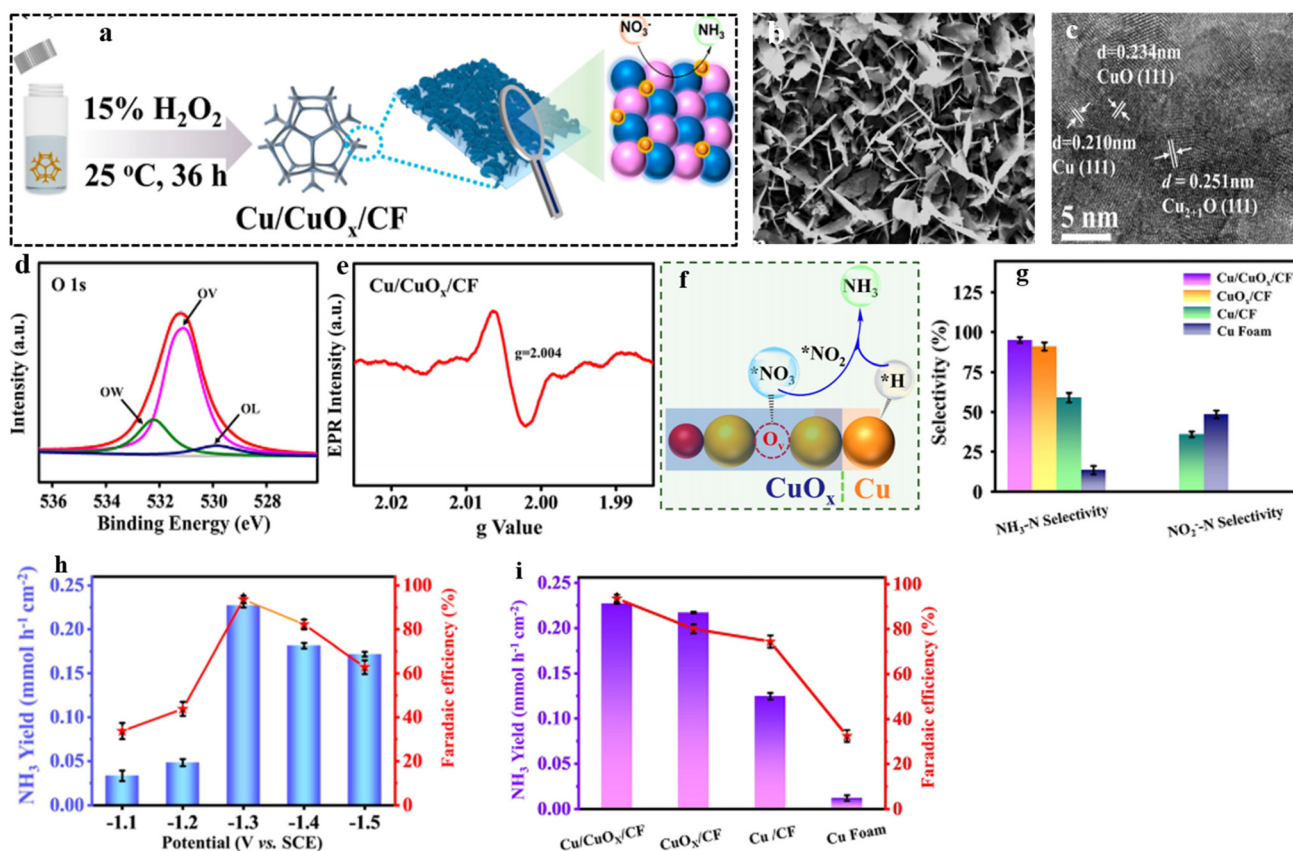 a
15% H₂O₂
25 °C, 36 h
Cu/CuOₓ/CF
NO₃⁻
NH₃
b
c
d=0.234nm
CuO (111)
d=0.210nm
Cu (111)
d = 0.251nm
Cu₂₊₁O (111)
5 nm
d
O 1s
OV
OW
OL
Intensity (a.u.)
536 534 532 530 528
Binding Energy (eV)
e
Cu/CuOₓ/CF
g=2.004
EPR Intensity (a.u.)
2.02 2.01 2.00 1.99
g Value
f
NH₃
*NO₂
*NO₃
*H
Oᵥ
CuOₓ Cu
g
Cu/CuOₓ/CF
CuOₓ/CF
Cu/CF
Cu Foam
Selectivity (%)
125
100
75
50
25
0
NH₃-N Selectivity
NO₂⁻-N Selectivity
h
NH₃ Yield (mmol h⁻¹ cm⁻²)
0.25
0.20
0.15
0.10
0.05
0.00
100
80
60
40
20
0
Faradaic efficiency (%)
-1.1 -1.2 -1.3 -1.4 -1.5
Potential (V vs. SCE)
i
NH₃ Yield (mmol h⁻¹ cm⁻²)
0.25
0.20
0.15
0.10
0.05
0.00
100
80
60
40
20
0
Faradaic efficiency (%)
Cu/CuOₓ/CF
CuOₓ/CF
Cu /CF
Cu Foam